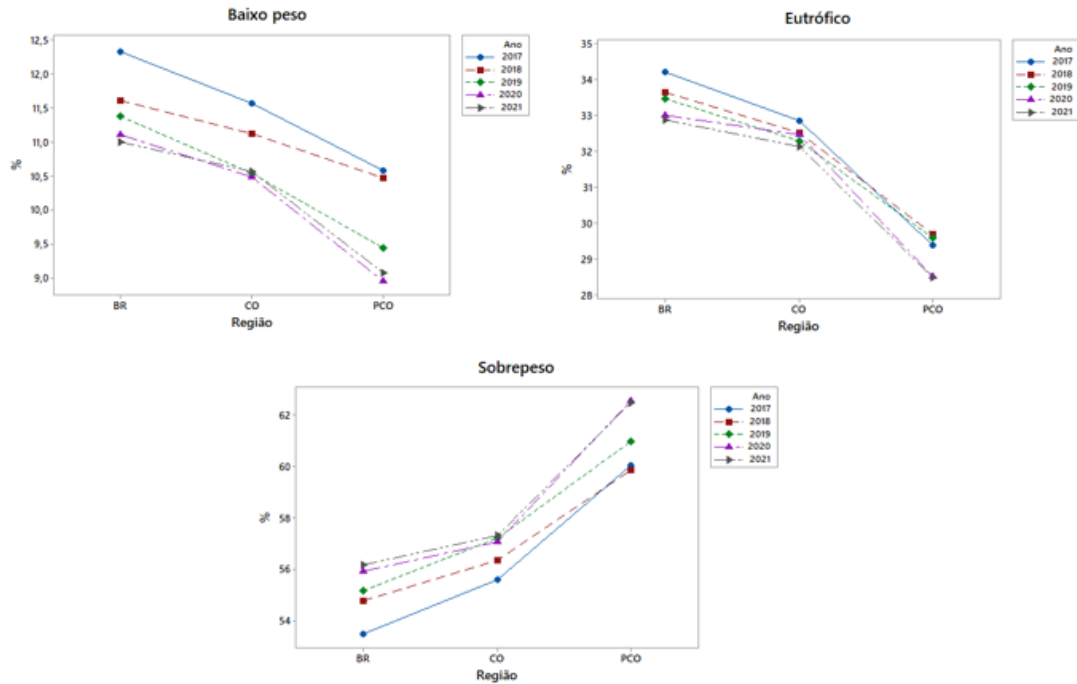 Baixo peso
12,5
12,0
11,5
11,0
10,5
10,0
9,5
9,0
%
BR
CO
PCO
Região
Ano
2017
2018
2019
2020
2021
Eutrófico
35
34
33
32
31
30
29
28
%
BR
CO
PCO
Região
Ano
2017
2018
2019
2020
2021
Sobrepeso
62
60
58
56
54
%
BR
CO
PCO
Região
Ano
2017
2018
2019
2020
2021